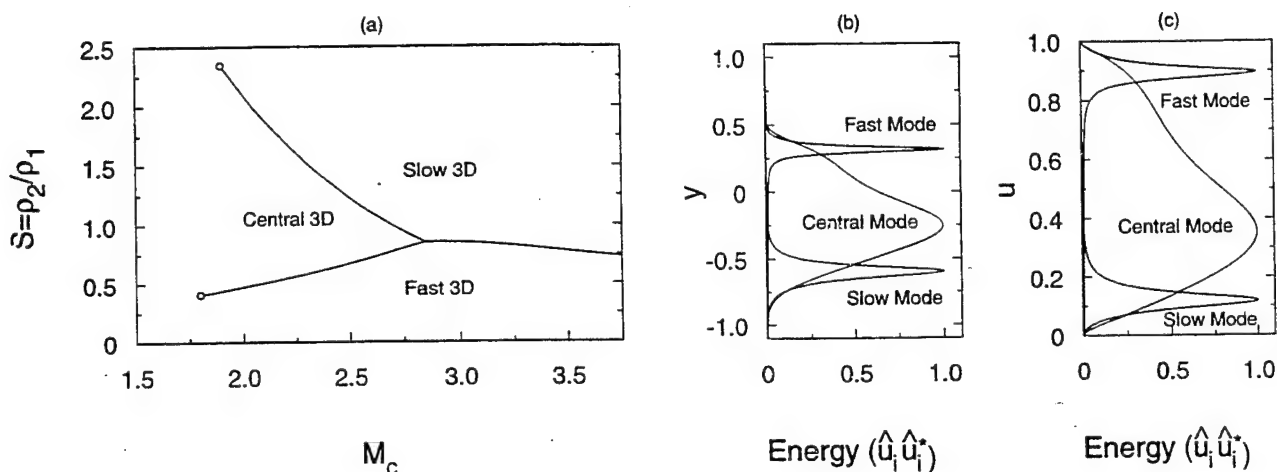 (a)
2.5
2.0
1.5
1.0
0.5
0
S=ρ2/ρ1
Slow 3D
Central 3D
Fast 3D
1.5 2.0 2.5 3.0 3.5
Mc
(b)
1.0
0.5
0
-0.5
-1.0
y
Fast Mode
Central Mode
Slow Mode
0 0.5 1.0
Energy (ûiûi*)
(c)
1.0
0.8
0.6
0.4
0.2
0
u
Fast Mode
Central Mode
Slow Mode
0 0.5 1.0
Energy (ûiûi*)